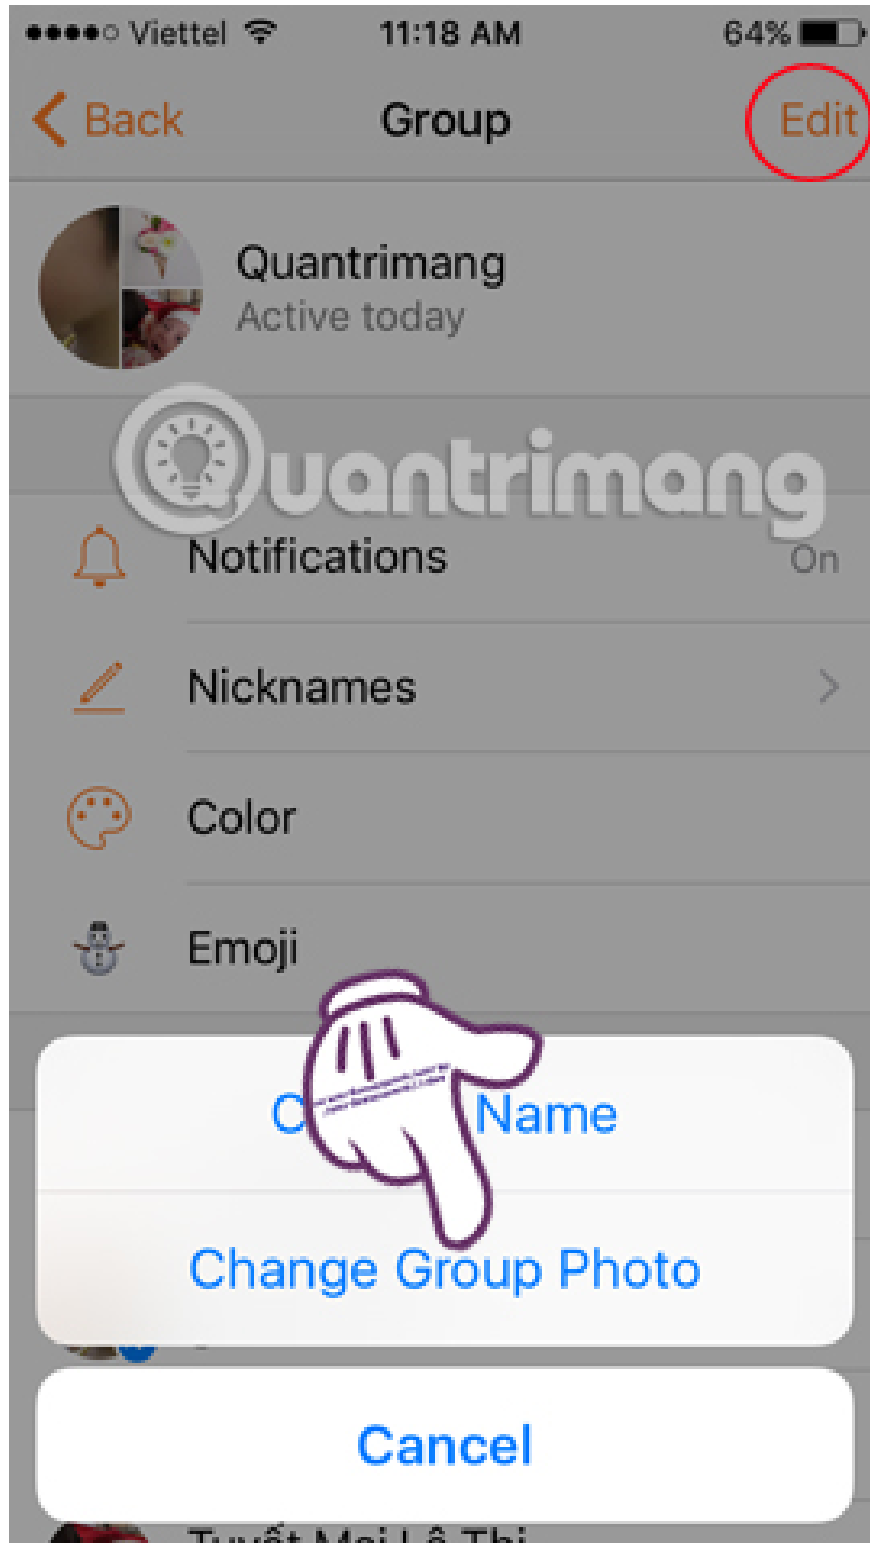 Viettel 11:18 AM 64%
Back Group Edit
Quantrimang
Active today
Quantrimang
Notifications On
Nicknames
Color
Emoji
Name
Change Group Photo
Cancel